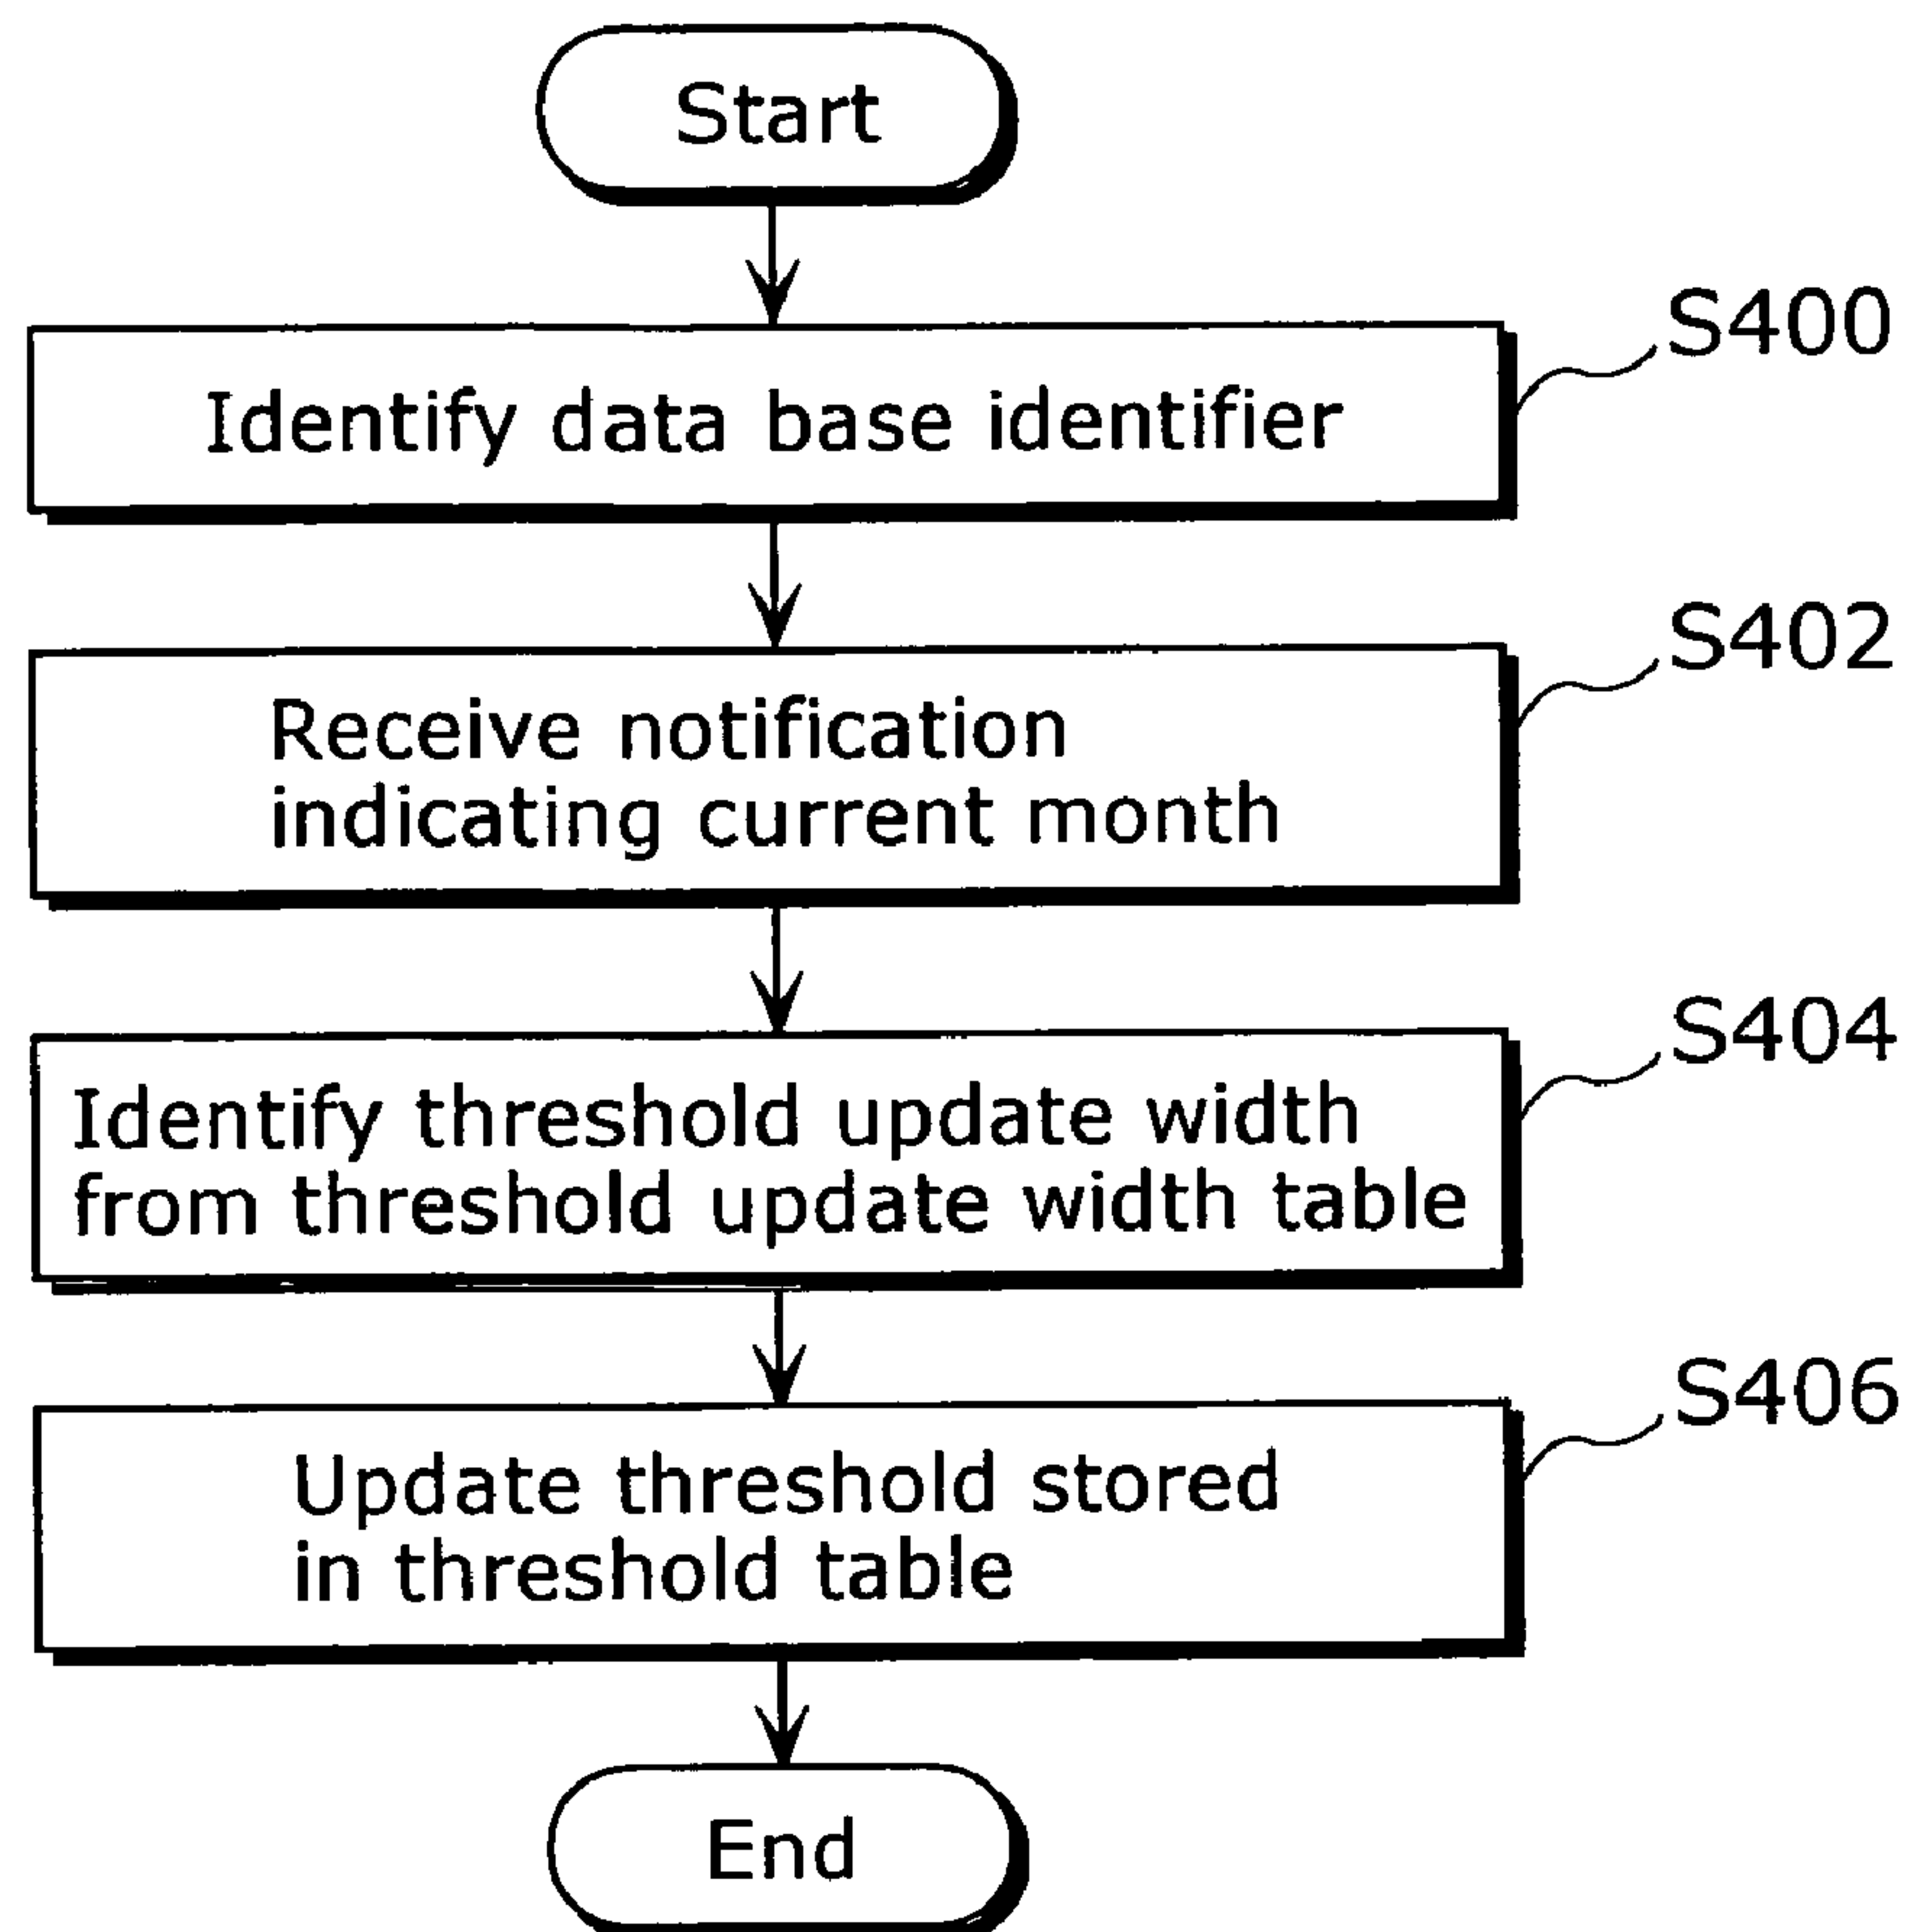 Start
S400
Identify data base identifier
S402
Receive notification
indicating current month
S404
Identify threshold update width
from threshold update width table
S406
Update threshold stored
in threshold table
End